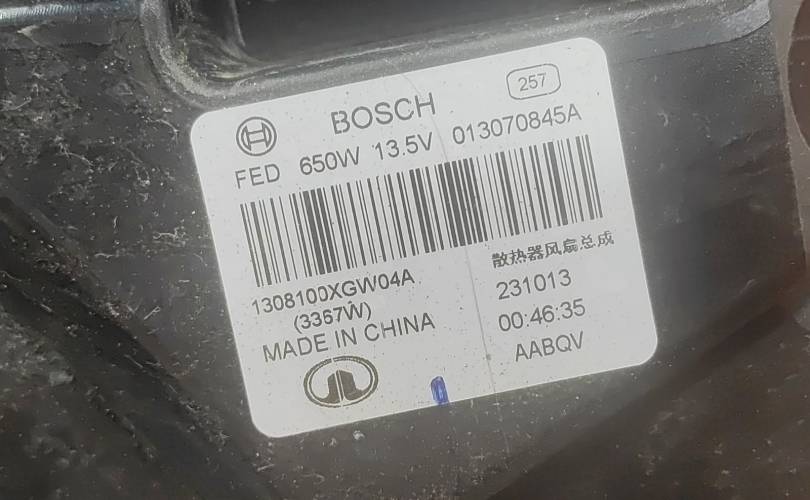 257
BOSCH
FED 650W 13.5V 013070845A
1308100XGW04A
(3367W)
MADE IN CHINA
散热器风扇总成
231013
00:46:35
AABQV